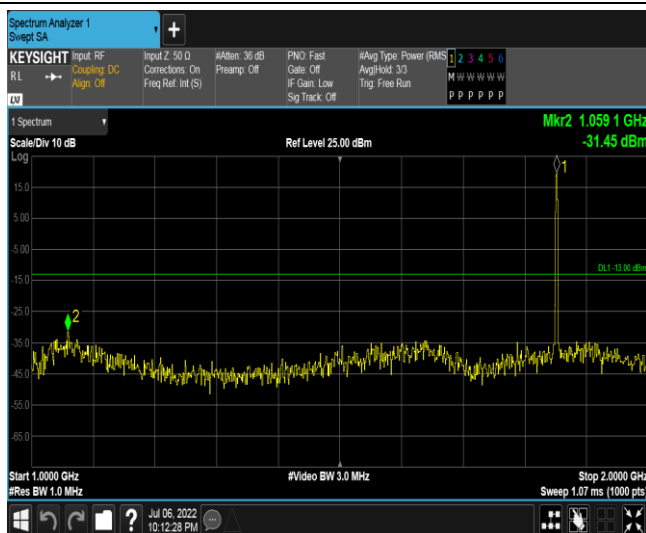 Spectrum Analyzer 1
Swept SA
+
KEYSIGHT
RL
LXI
Input: RF
Coupling: DC
Align: Off
Input Z: 50 Ω
Corrections: On
Freq Ref: Int (S)
#Atten: 36 dB
Preamp: Off
PNO: Fast
Gate: Off
IF Gain: Low
Sig Track: Off
#Avg Type: Power (RMS
Avg|Hold: 3/3
Trig: Free Run
1 2 3 4 5 6
M W W W W W
P P P P P P
1 Spectrum
Mkr2 1.059 1 GHz
-31.45 dBm
Scale/Div 10 dB
Ref Level 25.00 dBm
Log
1
15.0
5.00
-5.00
DL1 -13.00 dBm
-15.0
-25.0
2
-35.0
-45.0
-55.0
-65.0
Start 1.0000 GHz
#Video BW 3.0 MHz
Stop 2.0000 GHz
#Res BW 1.0 MHz
Sweep 1.07 ms (1000 pts)
?
Jul 06, 2022
10:12:28 PM